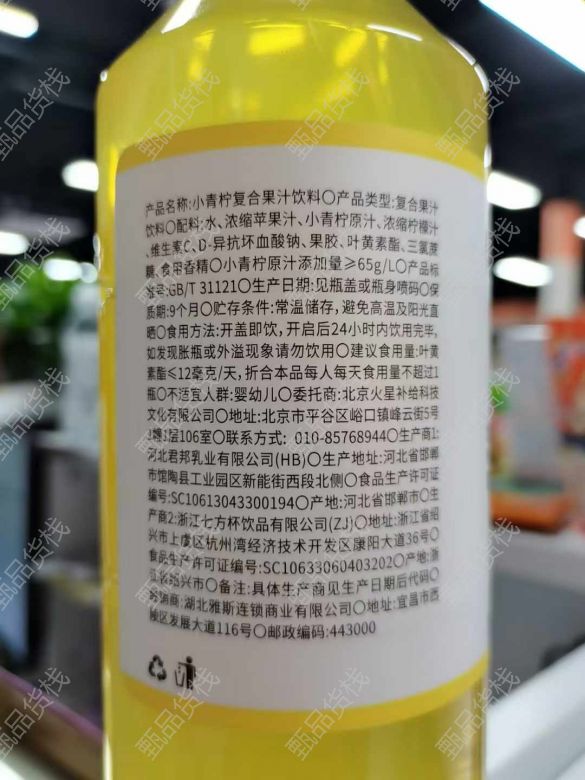 产品名称:小青柠复合果汁饮料〇产品类型:复合果汁
饮料〇配料:水、浓缩苹果汁、小青柠原汁、浓缩柠檬汁
、维生素C、D-异抗坏血酸钠、果胶、叶黄素酯、三氯蔗
糖、食用香精〇小青柠原汁添加量≥65g/L〇产品标
准号:GB/T 31121〇生产日期:见瓶盖或瓶身喷码〇保
质期:9个月〇贮存条件:常温储存,避免高温及阳光直
晒〇食用方法:开盖即饮,开启后24小时内饮用完毕,
如发现胀瓶或外溢现象请勿饮用〇建议食用量:叶黄
素酯≤12毫克/天,折合本品每人每天食用量不超过1
瓶〇不适宜人群:婴幼儿〇委托商:北京火星补给科技
文化有限公司〇地址:北京市平谷区峪口镇峰云街5号
1幢1层106室〇联系方式: 010-85768944〇生产商1:
河北君邦乳业有限公司(HB)〇生产地址:河北省邯郸
市馆陶县工业园区新能街西段北侧〇食品生产许可证
编号:SC10613043300194〇产地:河北省邯郸市〇生
产商2:浙江七方杯饮品有限公司(ZJ)〇地址:浙江省绍
兴市上虞区杭州湾经济技术开发区康阳大道36号〇
食品生产许可证编号:SC10633060403202〇产地:浙
江省绍兴市〇备注:具体生产商见生产日期后代码〇
经销商:湖北雅斯连锁商业有限公司〇地址:宜昌市西
陵区发展大道116号〇邮政编码:443000
甄品货栈